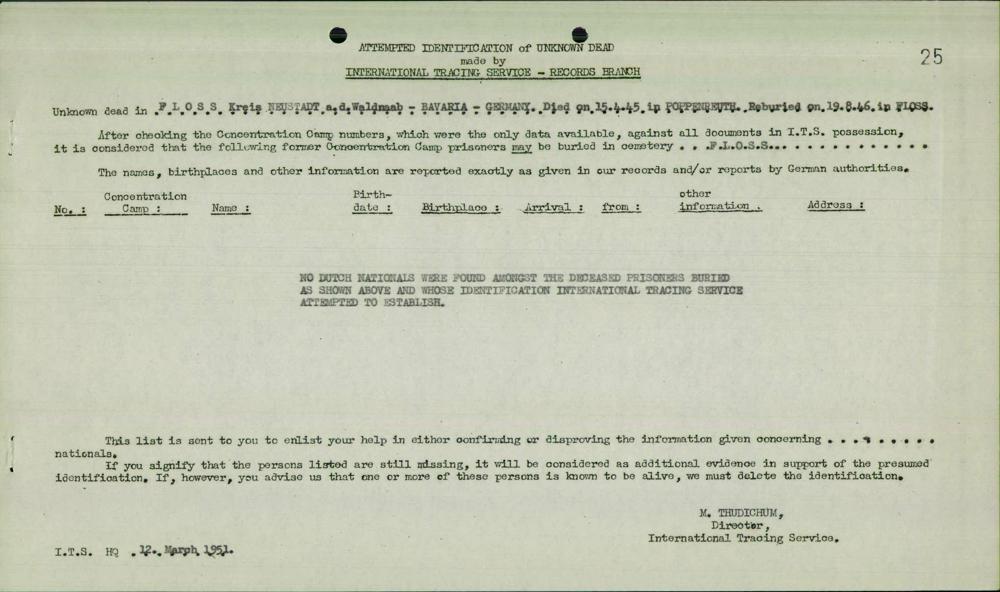 ATTEMPTED IDENTIFICATION of UNKNOWN DEAD
made by
INTERNATIONAL TRACING SERVICE - RECORDS BRANCH
25
Unknown dead in F L O S S Kreis NEUSTADT a.d. Waldnaab - BAVARIA - GERMANY. Died on 15.4.45 in POPPENREUTH. Reburied on 19.8.46 in FLOSS.
After checking the Concentration Camp numbers, which were the only data available, against all documents in I.T.S. possession,
it is considered that the following former Concentration Camp prisoners may be buried in cemetery . . .F.L.O.S.S... . . . . . . . . . . . .
The names, birthplaces and other information are reported exactly as given in our records and/or reports by German authorities.
No. : Concentration Camp : Name : Birth-date : Birthplace : Arrival : from : other information . Address :
NO DUTCH NATIONALS WERE FOUND AMONGST THE DECEASED PRISONERS BURIED
AS SHOWN ABOVE AND WHOSE IDENTIFICATION INTERNATIONAL TRACING SERVICE
ATTEMPTED TO ESTABLISH.
This list is sent to you to enlist your help in either confirming or disproving the information given concerning . . . . . . . . .
nationals.
If you signify that the persons listed are still missing, it will be considered as additional evidence in support of the presumed
identification. If, however, you advise us that one or more of these persons is known to be alive, we must delete the identification.
M. THUDICHUM,
Director,
International Tracing Service.
I.T.S. HQ . 12. March 1951.